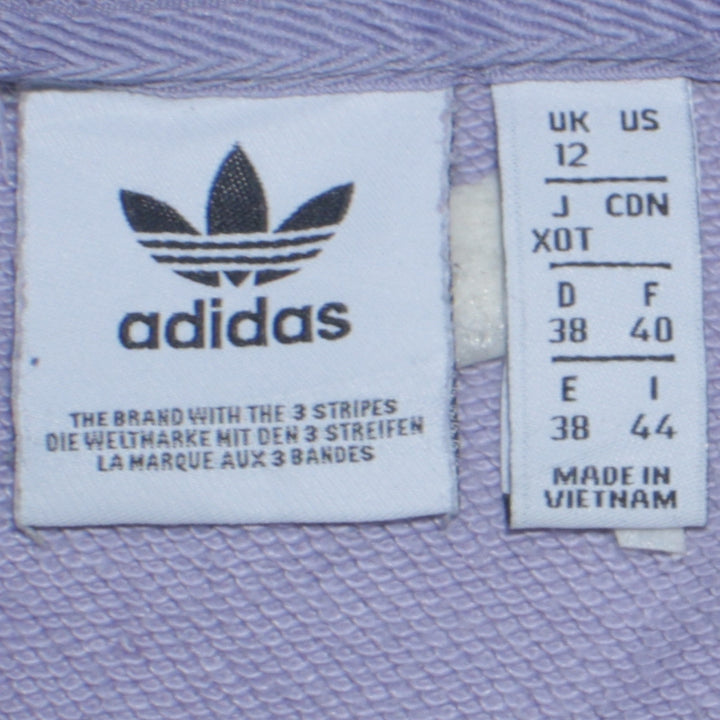 adidas
THE BRAND WITH THE 3 STRIPES
DIE WELTMARKE MIT DEN 3 STREIFEN
LA MARQUE AUX 3 BANDES
UK US
12
J CDN
XOT
D F
38 40
E I
38 44
MADE IN
VIETNAM